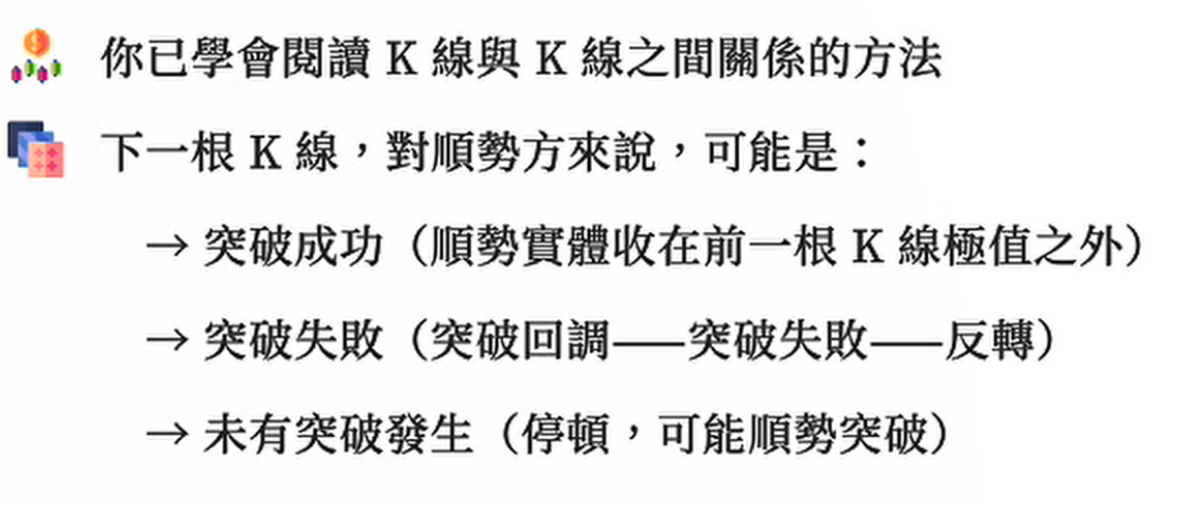 你已學會閱讀 K 線與 K 線之間關係的方法
下一根 K 線，對順勢方來說，可能是：
→ 突破成功（順勢實體收在前一根 K 線極值之外）
→ 突破失敗（突破回調——突破失敗——反轉）
→ 未有突破發生（停頓，可能順勢突破）